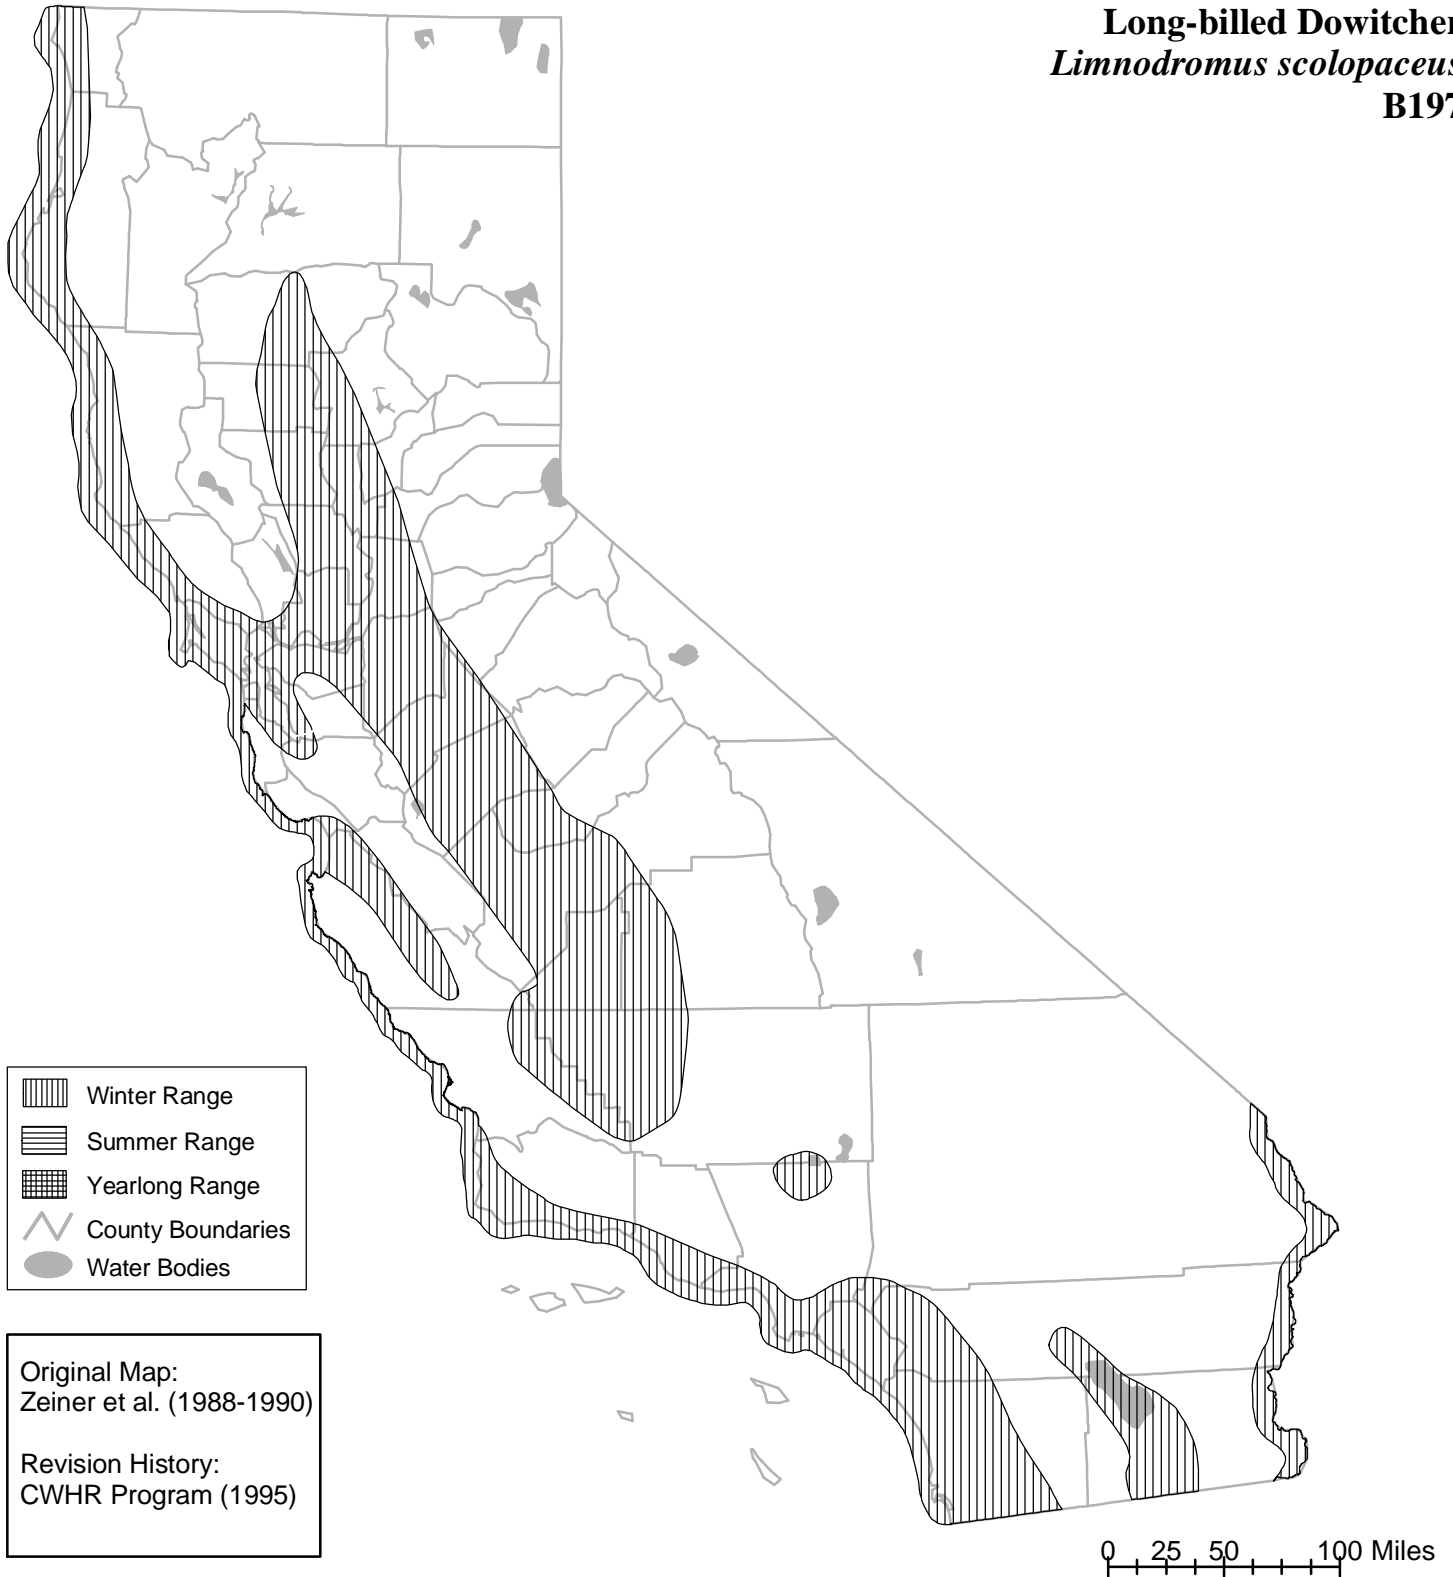 Long-billed Dowitcher
Limnodromus scolopaceus
B197
Winter Range
Summer Range
Yearlong Range
County Boundaries
Water Bodies
Original Map:
Zeiner et al. (1988-1990)
Revision History:
CWHR Program (1995)
0 25 50 100 Miles